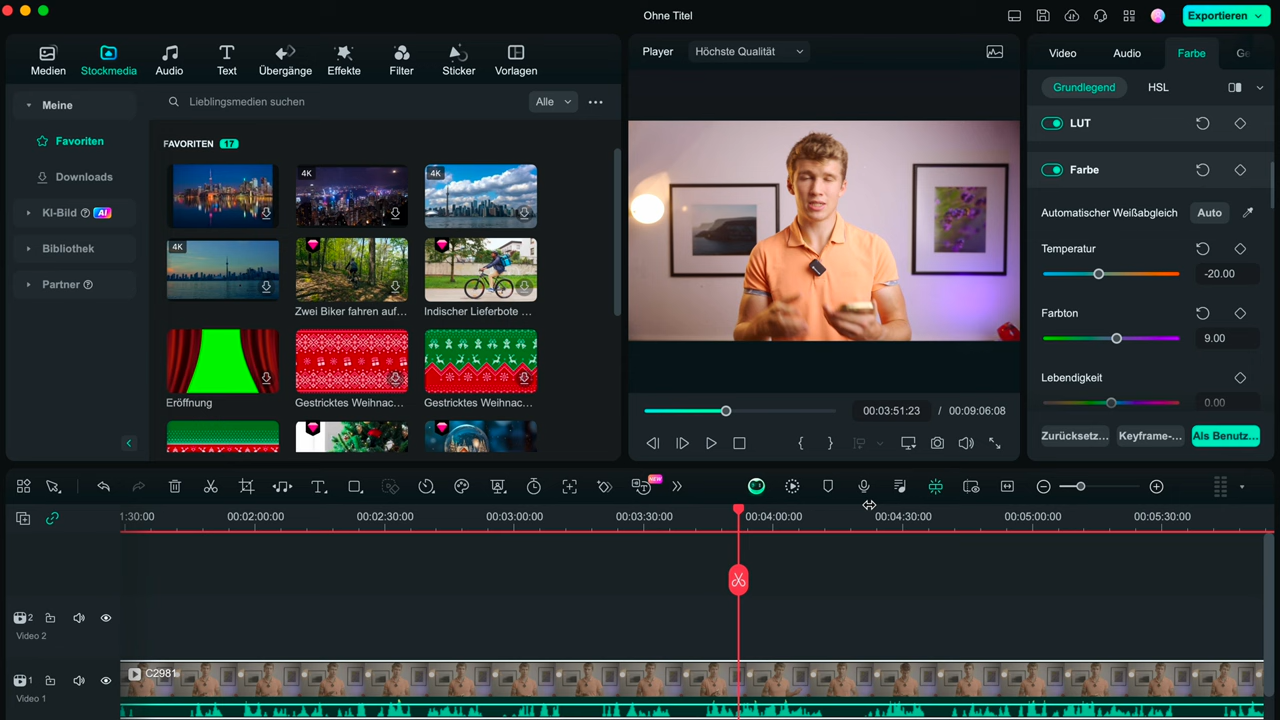 Ohne Titel
Exportieren
Medien
Stockmedia
Audio
Text
Übergänge
Effekte
Filter
Sticker
Vorlagen
Meine
Favoriten
Downloads
KI-Bild AI
Bibliothek
Partner
Lieblingsmedien suchen
Alle
FAVORITEN 17
4K
4K
4K
Zwei Biker fahren auf...
Indischer Lieferbote ...
Eröffnung
Gestricktes Weihnac...
Gestricktes Weihnac...
Player
Höchste Qualität
00:03:51:23 / 00:09:06:08
Video
Audio
Farbe
Ge
Grundlegend
HSL
LUT
Farbe
Automatischer Weißabgleich
Auto
Temperatur
-20.00
Farbton
9.00
Lebendigkeit
0.00
Zurücksetz...
Keyframe-...
Als Benutz...
NEW
1:30:00
00:02:00:00
00:02:30:00
00:03:00:00
00:03:30:00
00:04:00:00
00:04:30:00
00:05:00:00
00:05:30:00
2
Video 2
1
Video 1
C2981